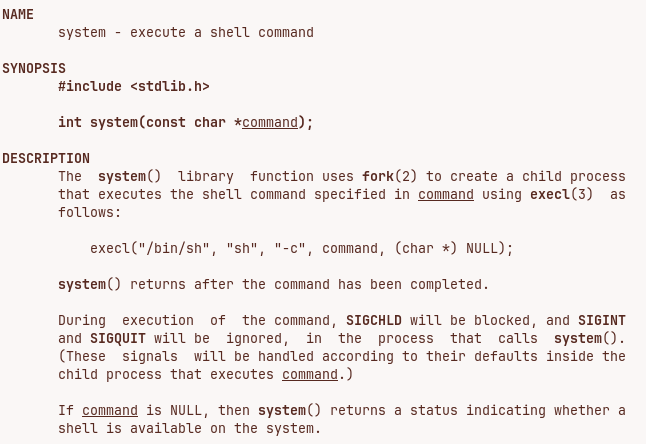 NAME
system - execute a shell command
SYNOPSIS
#include <stdlib.h>
int system(const char *command);
DESCRIPTION
The system() library function uses fork(2) to create a child process
that executes the shell command specified in command using execl(3) as
follows:
execl("/bin/sh", "sh", "-c", command, (char *) NULL);
system() returns after the command has been completed.
During execution of the command, SIGCHLD will be blocked, and SIGINT
and SIGQUIT will be ignored, in the process that calls system().
(These signals will be handled according to their defaults inside the
child process that executes command.)
If command is NULL, then system() returns a status indicating whether a
shell is available on the system.